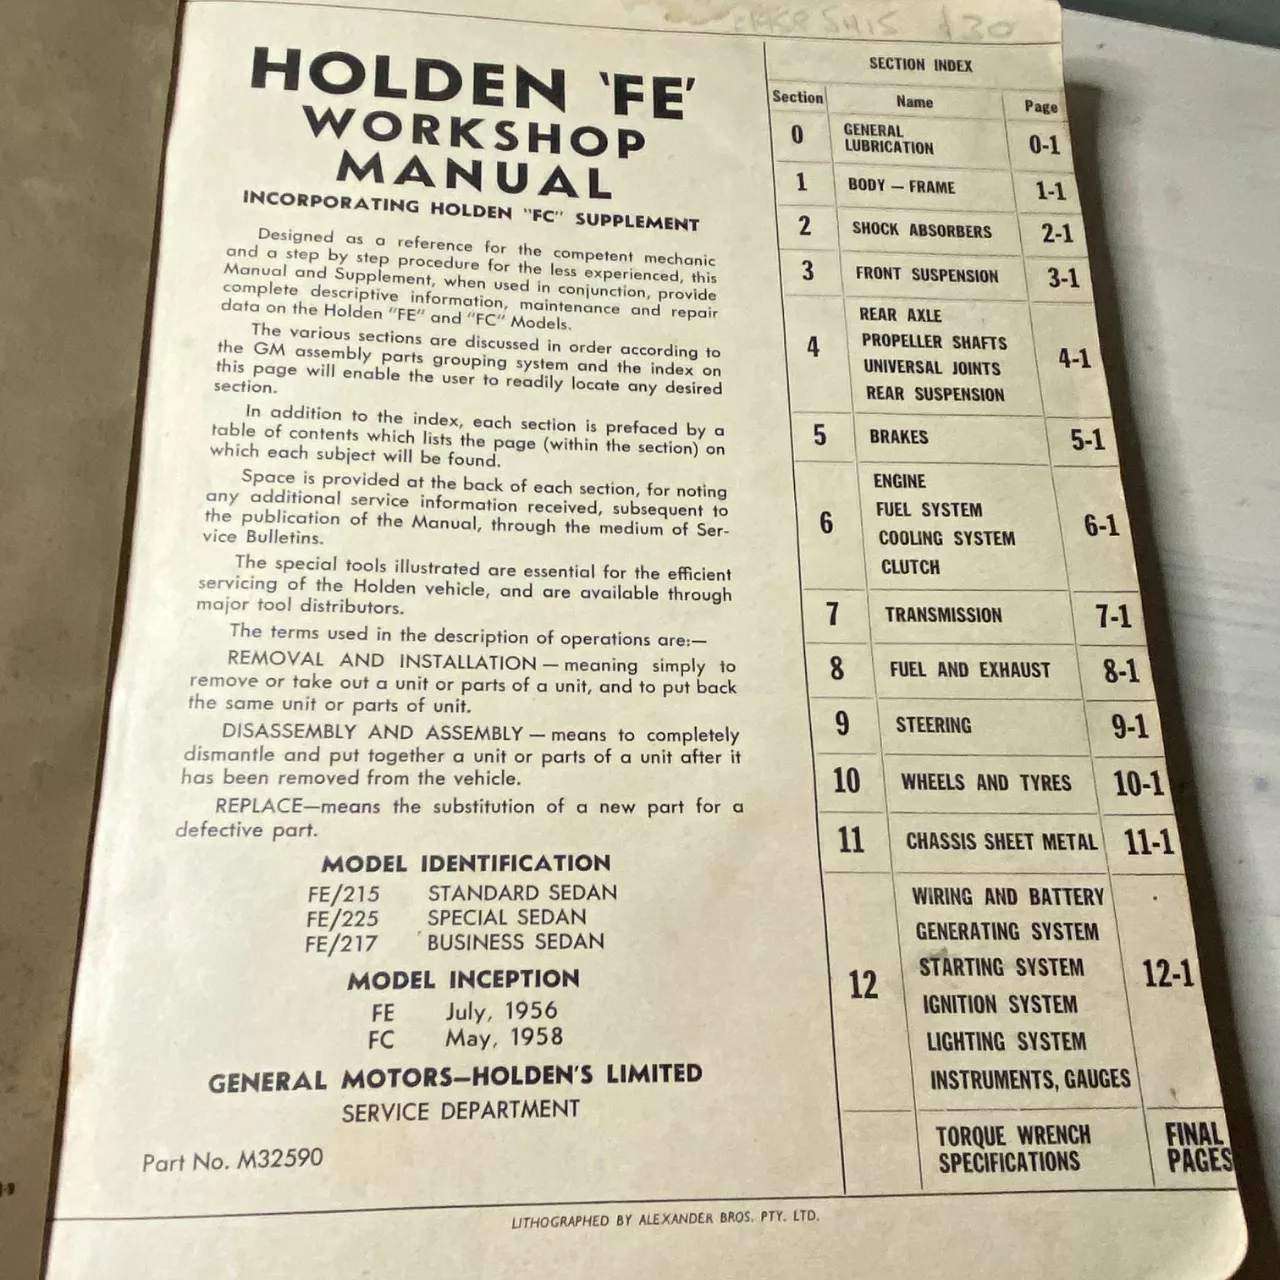 $30
HOLDEN 'FE'
WORKSHOP
MANUAL
INCORPORATING HOLDEN "FC" SUPPLEMENT
Designed as a reference for the competent mechanic
and a step by step procedure for the less experienced, this
Manual and Supplement, when used in conjunction, provide
complete descriptive information, maintenance and repair
data on the Holden "FE" and "FC" Models.
The various sections are discussed in order according to
the GM assembly parts grouping system and the index on
this page will enable the user to readily locate any desired
section.
In addition to the index, each section is prefaced by a
table of contents which lists the page (within the section) on
which each subject will be found.
Space is provided at the back of each section, for noting
any additional service information received, subsequent to
the publication of the Manual, through the medium of Ser-
vice Bulletins.
The special tools illustrated are essential for the efficient
servicing of the Holden vehicle, and are available through
major tool distributors.
The terms used in the description of operations are:—
REMOVAL AND INSTALLATION — meaning simply to
remove or take out a unit or parts of a unit, and to put back
the same unit or parts of unit.
DISASSEMBLY AND ASSEMBLY — means to completely
dismantle and put together a unit or parts of a unit after it
has been removed from the vehicle.
REPLACE—means the substitution of a new part for a
defective part.
MODEL IDENTIFICATION
FE/215 STANDARD SEDAN
FE/225 SPECIAL SEDAN
FE/217 BUSINESS SEDAN
MODEL INCEPTION
FE July, 1956
FC May, 1958
GENERAL MOTORS—HOLDEN'S LIMITED
SERVICE DEPARTMENT
Part No. M32590
SECTION INDEX
Section Name Page
0 GENERAL
LUBRICATION 0-1
1 BODY — FRAME 1-1
2 SHOCK ABSORBERS 2-1
3 FRONT SUSPENSION 3-1
4 REAR AXLE
PROPELLER SHAFTS
UNIVERSAL JOINTS
REAR SUSPENSION 4-1
5 BRAKES 5-1
6 ENGINE
FUEL SYSTEM
COOLING SYSTEM
CLUTCH 6-1
7 TRANSMISSION 7-1
8 FUEL AND EXHAUST 8-1
9 STEERING 9-1
10 WHEELS AND TYRES 10-1
11 CHASSIS SHEET METAL 11-1
12 WIRING AND BATTERY
GENERATING SYSTEM
STARTING SYSTEM
IGNITION SYSTEM
LIGHTING SYSTEM
INSTRUMENTS, GAUGES 12-1
TORQUE WRENCH FINAL
SPECIFICATIONS PAGES
LITHOGRAPHED BY ALEXANDER BROS. PTY. LTD.